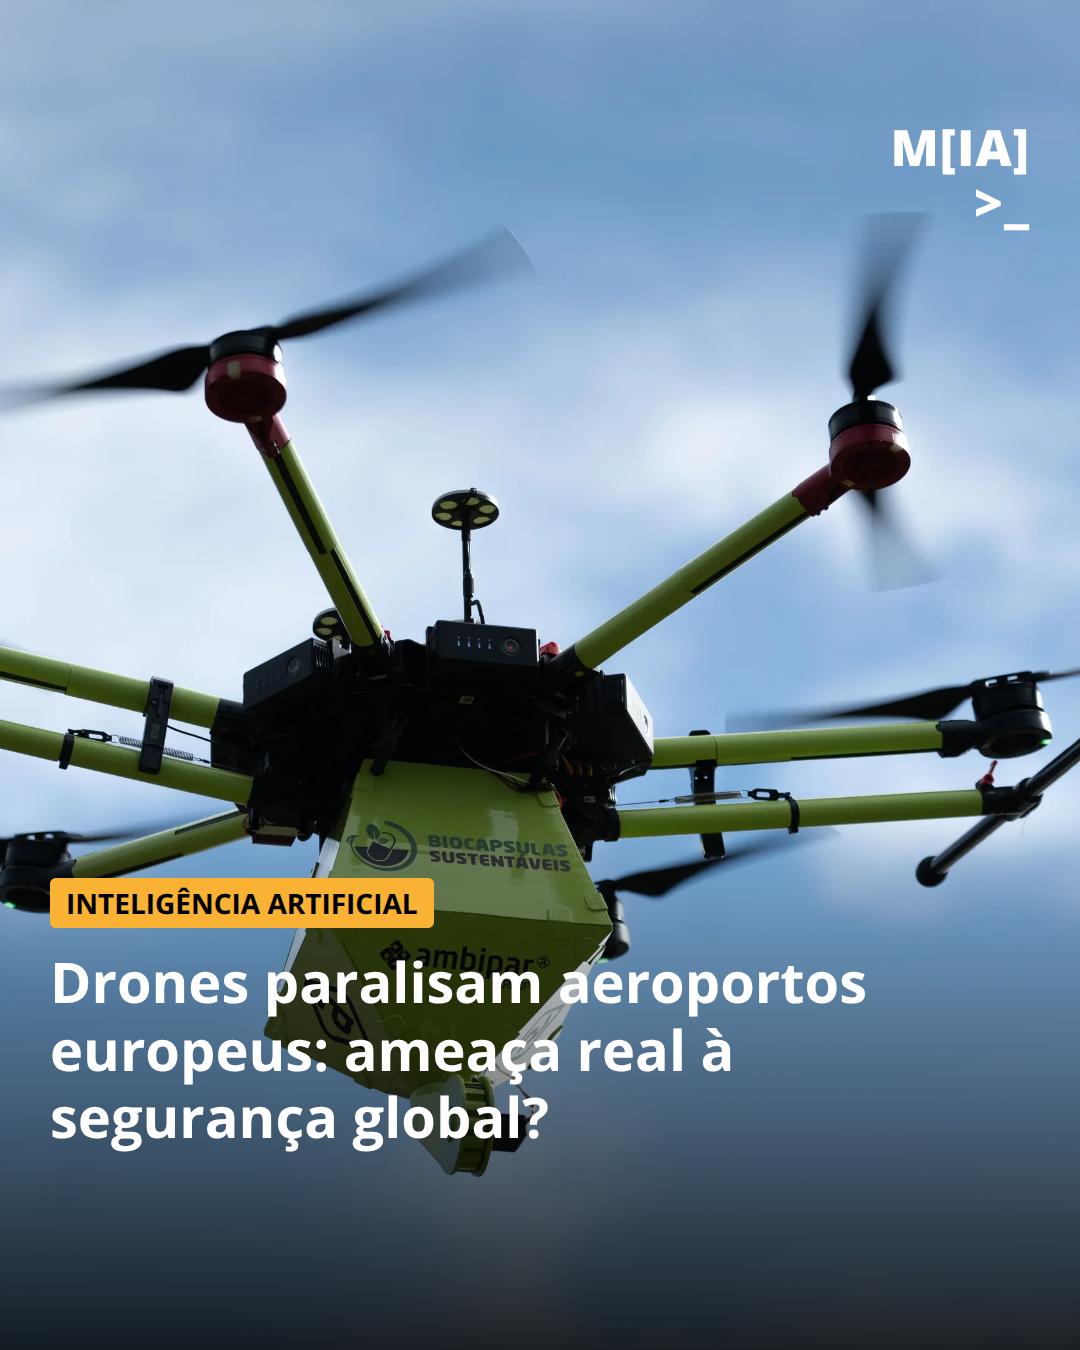 M[IA]
>_
BIOCAPSULAS
SUSTENTÁVEIS
INTELIGÊNCIA ARTIFICIAL
ambipar
Drones paralisam aeroportos
europeus: ameaça real à
segurança global?